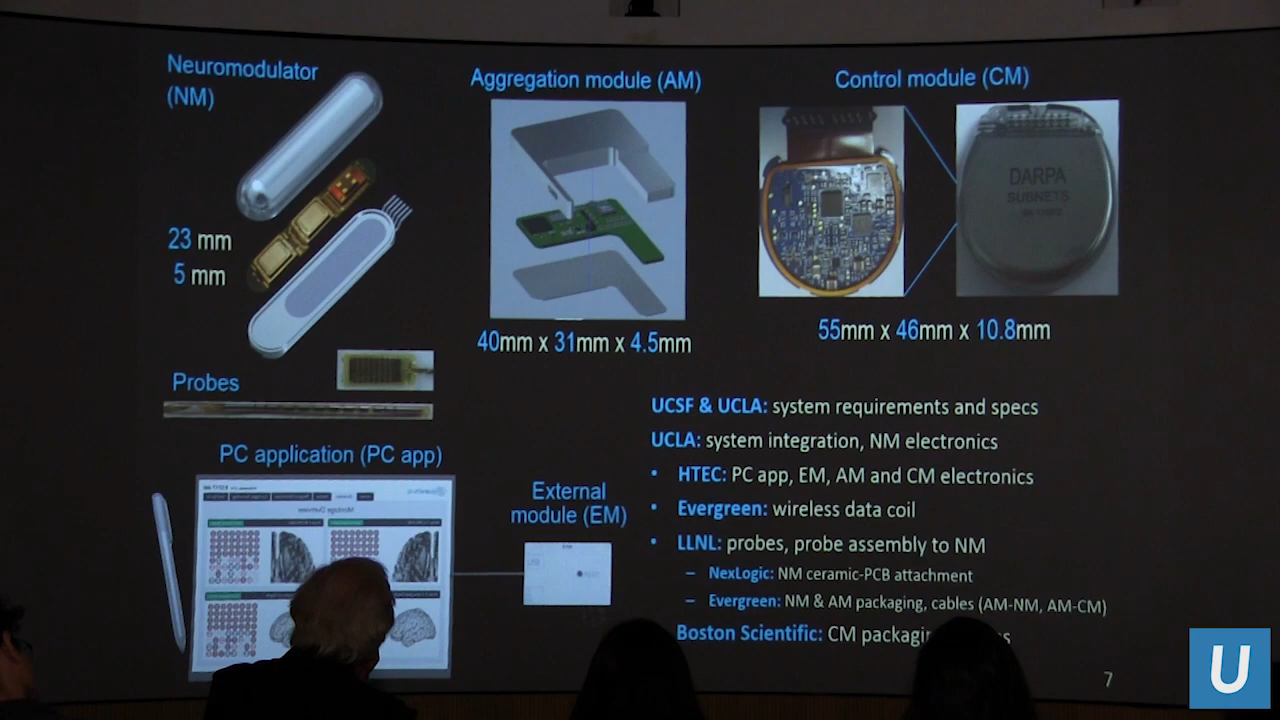 Neuromodulator
(NM)
Aggregation module (AM)
Control module (CM)
DARPA
SUBNETS
23 mm
5 mm
40mm x 31mm x 4.5mm
55mm x 46mm x 10.8mm
Probes
PC application (PC app)
Montage Overview
External
module (EM)
UCSF & UCLA: system requirements and specs
UCLA: system integration, NM electronics
• HTEC: PC app, EM, AM and CM electronics
• Evergreen: wireless data coil
• LLNL: probes, probe assembly to NM
– NexLogic: NM ceramic-PCB attachment
– Evergreen: NM & AM packaging, cables (AM-NM, AM-CM)
Boston Scientific: CM
7
U